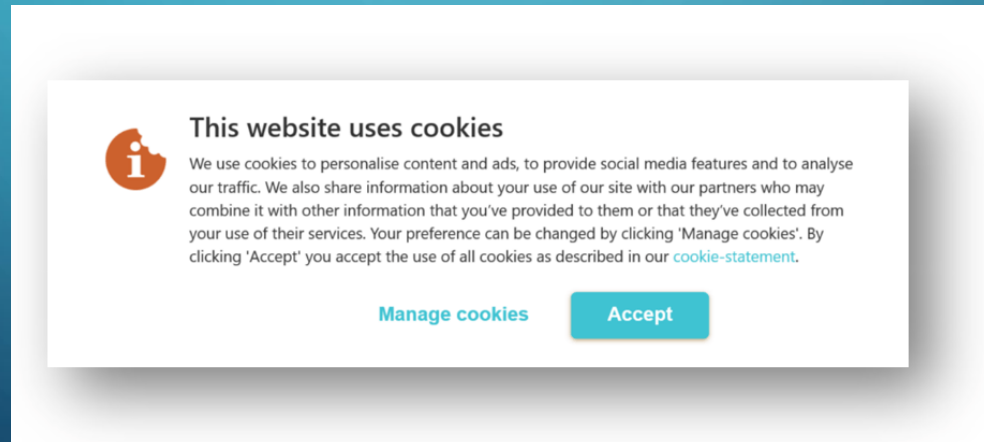 This website uses cookies
We use cookies to personalise content and ads, to provide social media features and to analyse
our traffic. We also share information about your use of our site with our partners who may
combine it with other information that you've provided to them or that they've collected from
your use of their services. Your preference can be changed by clicking 'Manage cookies'. By
clicking 'Accept' you accept the use of all cookies as described in our cookie-statement.
Manage cookies Accept